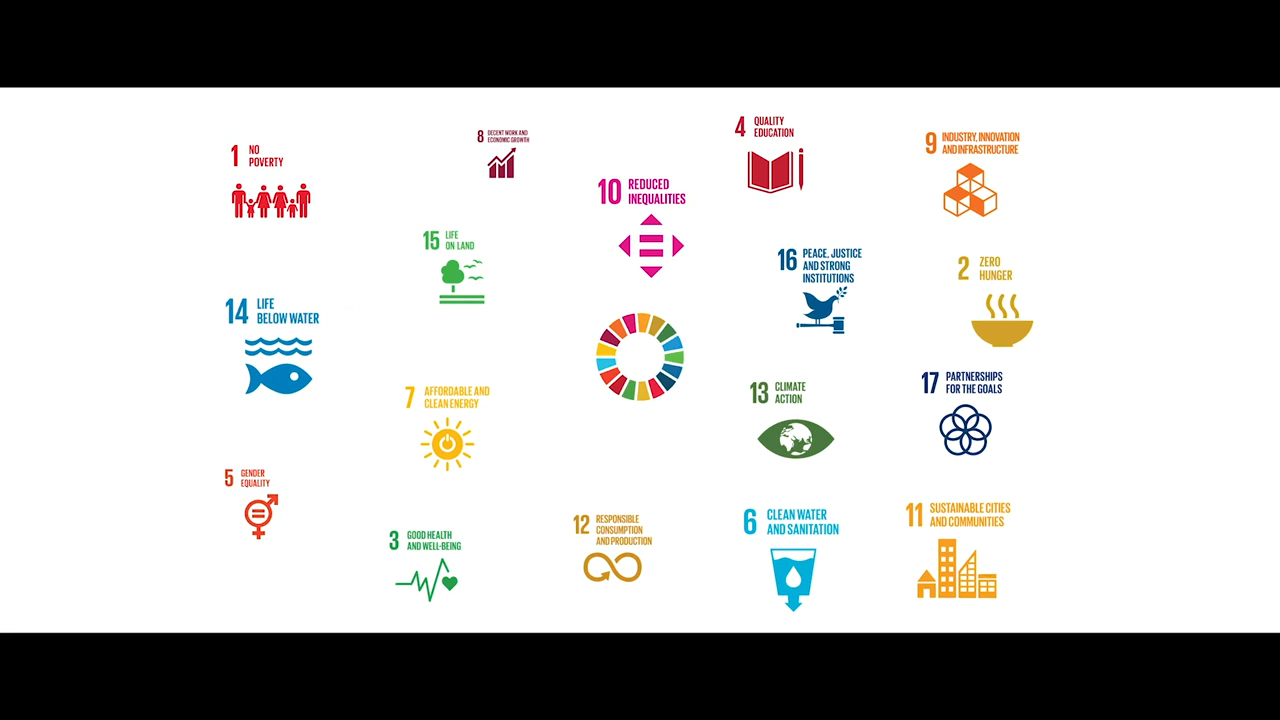 1 NO
POVERTY
8 DECENT WORK AND
ECONOMIC GROWTH
4 QUALITY
EDUCATION
9 INDUSTRY, INNOVATION
AND INFRASTRUCTURE
10 REDUCED
INEQUALITIES
15 LIFE
ON LAND
16 PEACE, JUSTICE
AND STRONG
INSTITUTIONS
2 ZERO
HUNGER
14 LIFE
BELOW WATER
7 AFFORDABLE AND
CLEAN ENERGY
13 CLIMATE
ACTION
17 PARTNERSHIPS
FOR THE GOALS
5 GENDER
EQUALITY
3 GOOD HEALTH
AND WELL-BEING
12 RESPONSIBLE
CONSUMPTION
AND PRODUCTION
6 CLEAN WATER
AND SANITATION
11 SUSTAINABLE CITIES
AND COMMUNITIES